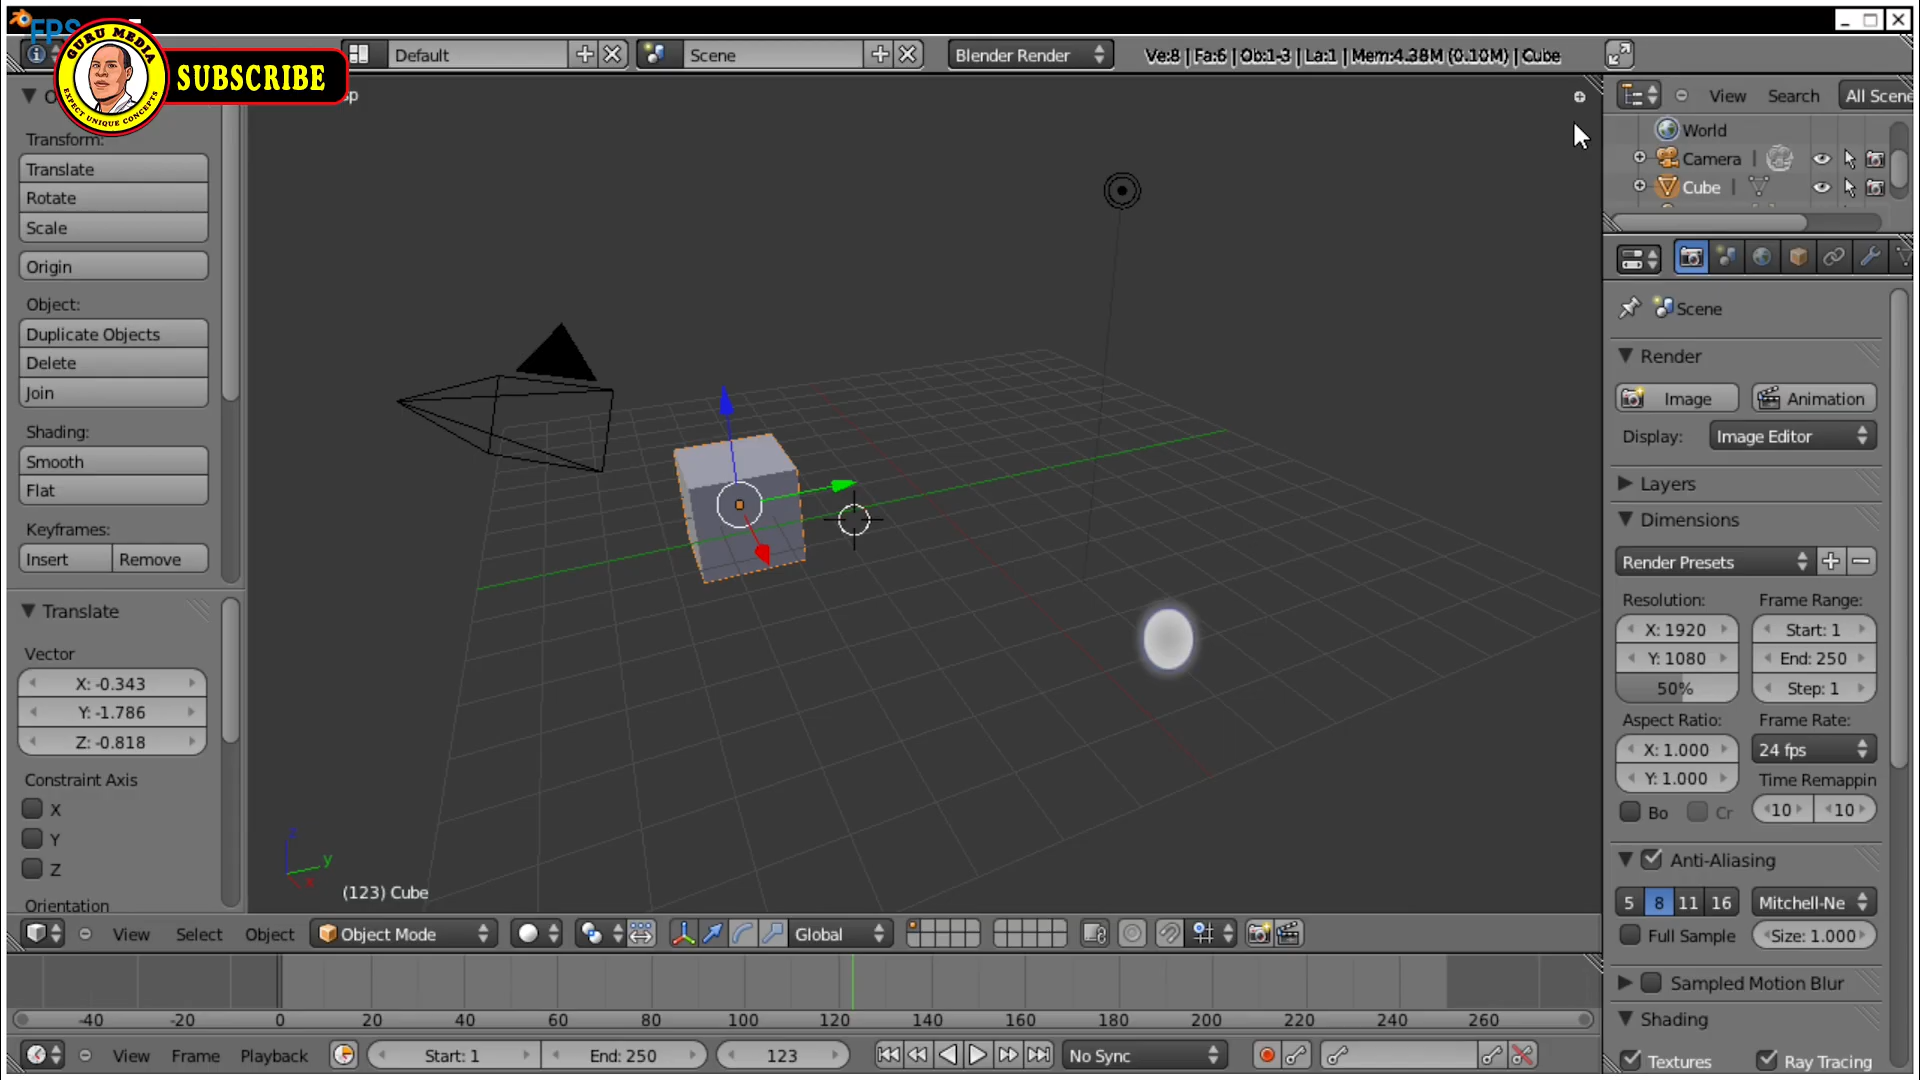 FPS
GURU MEDIA
EXPECT UNIQUE CONCEPTS
SUBSCRIBE
Default
Scene
Blender Render
Ve:8 | Fa:6 | Ob:1-3 | La:1 | Mem:4.38M (0.10M) | Cube
sp
Transform:
Translate
Rotate
Scale
Origin
Object:
Duplicate Objects
Delete
Join
Shading:
Smooth
Flat
Keyframes:
Insert Remove
Translate
Vector
X: -0.343
Y: -1.786
Z: -0.818
Constraint Axis
X
Y
Z
Orientation
z
y
x
(123) Cube
View Select Object Object Mode Global
-40 -20 0 20 40 60 80 100 120 140 160 180 200 220 240 260
View Frame Playback Start: 1 End: 250 123 No Sync
View Search All Scene
World
Camera
Cube
Scene
Render
Image Animation
Display: Image Editor
Layers
Dimensions
Render Presets
Resolution: Frame Range:
X: 1920 Start: 1
Y: 1080 End: 250
50% Step: 1
Aspect Ratio: Frame Rate:
X: 1.000 24 fps
Y: 1.000 Time Remappin
Bo Cr 10 10
Anti-Aliasing
5 8 11 16 Mitchell-Ne
Full Sample Size: 1.000
Sampled Motion Blur
Shading
Textures Ray Tracing